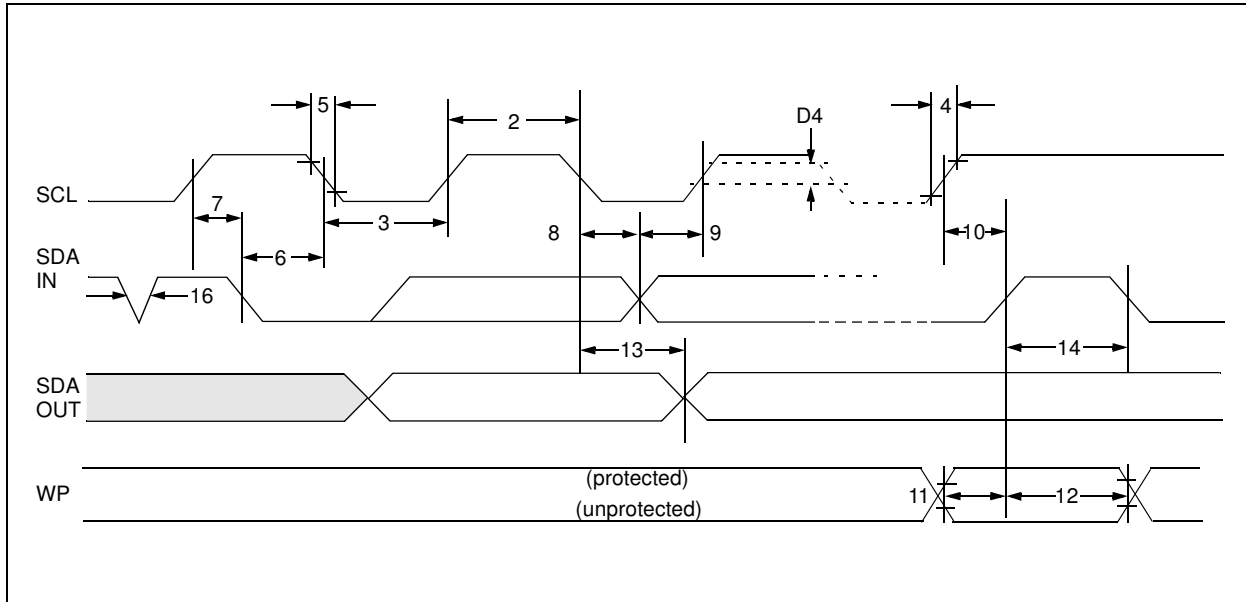 5
2
D4
4
SCL
7
3
8
9
10
6
SDA
IN
16
13
14
SDA
OUT
WP
(protected)
(unprotected)
11
12